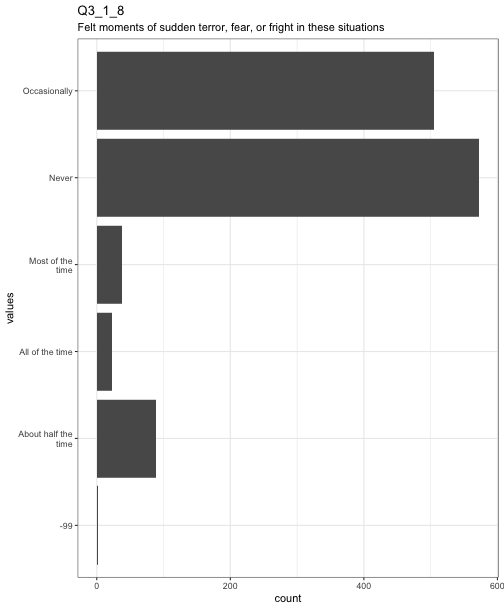 Q3_1_8
Felt moments of sudden terror, fear, or fright in these situations
values
Occasionally
Never
Most of the
time
All of the time
About half the
time
-99
0 200 400 600
count